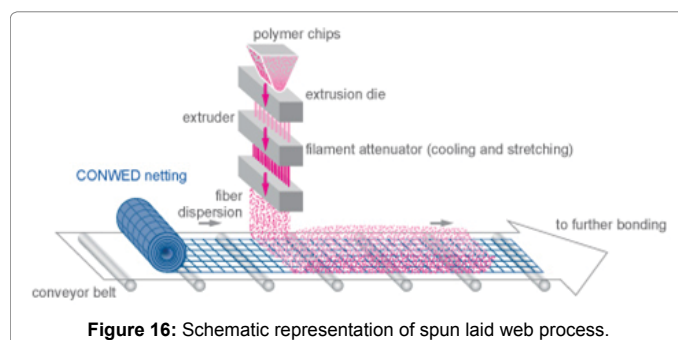 polymer chips
extrusion die
extruder
filament attenuator (cooling and stretching)
CONWED netting
fiber
dispersion
to further bonding
conveyor belt
Figure 16: Schematic representation of spun laid web process.